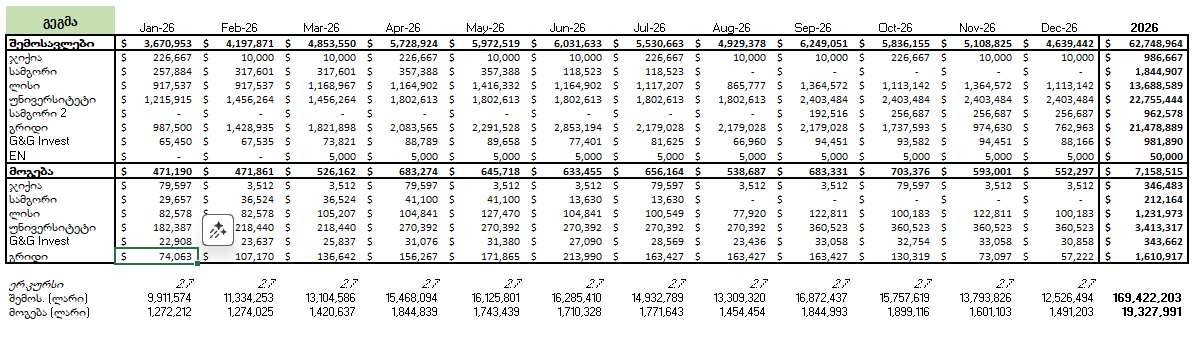 გეგმა
Jan-26 Feb-26 Mar-26 Apr-26 May-26 Jun-26 Jul-26 Aug-26 Sep-26 Oct-26 Nov-26 Dec-26 2026
შემოსავლები $ 3,670,953 $ 4,197,871 $ 4,853,550 $ 5,728,924 $ 5,972,519 $ 6,031,633 $ 5,530,663 $ 4,929,378 $ 6,249,051 $ 5,836,155 $ 5,108,825 $ 4,639,442 $ 62,748,964
ჯიქია $ 226,667 $ 10,000 $ 10,000 $ 226,667 $ 10,000 $ 10,000 $ 226,667 $ 10,000 $ 10,000 $ 226,667 $ 10,000 $ 10,000 $ 986,667
სამგორი $ 257,884 $ 317,601 $ 317,601 $ 357,388 $ 357,388 $ 118,523 $ 118,523 $ - $ - $ - $ - $ - $ 1,844,907
ლისი $ 917,537 $ 917,537 $ 1,168,967 $ 1,164,902 $ 1,416,332 $ 1,164,902 $ 1,117,207 $ 865,777 $ 1,364,572 $ 1,113,142 $ 1,364,572 $ 1,113,142 $ 13,688,589
უნივერსიტეტი $ 1,215,915 $ 1,456,264 $ 1,456,264 $ 1,802,613 $ 1,802,613 $ 1,802,613 $ 1,802,613 $ 1,802,613 $ 2,403,484 $ 2,403,484 $ 2,403,484 $ 2,403,484 $ 22,755,444
სამგორი 2 $ - $ - $ - $ - $ - $ - $ - $ - $ 192,516 $ 256,687 $ 256,687 $ 256,687 $ 962,578
გრიდი $ 987,500 $ 1,428,935 $ 1,821,898 $ 2,083,565 $ 2,291,528 $ 2,853,194 $ 2,179,028 $ 2,179,028 $ 2,179,028 $ 1,737,593 $ 974,630 $ 762,963 $ 21,478,889
G&G Invest $ 65,450 $ 67,535 $ 73,821 $ 88,789 $ 89,658 $ 77,401 $ 81,625 $ 66,960 $ 94,451 $ 93,582 $ 94,451 $ 88,166 $ 981,890
EN $ - $ - $ 5,000 $ 5,000 $ 5,000 $ 5,000 $ 5,000 $ 5,000 $ 5,000 $ 5,000 $ 5,000 $ 5,000 $ 50,000
მოგება $ 471,190 $ 471,861 $ 526,162 $ 683,274 $ 645,718 $ 633,455 $ 656,164 $ 538,687 $ 683,331 $ 703,376 $ 593,001 $ 552,297 $ 7,158,515
ჯიქია $ 79,597 $ 3,512 $ 3,512 $ 79,597 $ 3,512 $ 3,512 $ 79,597 $ 3,512 $ 3,512 $ 79,597 $ 3,512 $ 3,512 $ 346,483
სამგორი $ 29,657 $ 36,524 $ 36,524 $ 41,100 $ 41,100 $ 13,630 $ 13,630 $ - $ - $ - $ - $ - $ 212,164
ლისი $ 82,578 $ 82,578 $ 105,207 $ 104,841 $ 127,470 $ 104,841 $ 100,549 $ 77,920 $ 122,811 $ 100,183 $ 122,811 $ 100,183 $ 1,231,973
უნივერსიტეტი $ 182,387 218,440 $ 218,440 $ 270,392 $ 270,392 $ 270,392 $ 270,392 $ 270,392 $ 360,523 $ 360,523 $ 360,523 $ 360,523 $ 3,413,317
G&G Invest $ 22,908 23,637 $ 25,837 $ 31,076 $ 31,380 $ 27,090 $ 28,569 $ 23,436 $ 33,058 $ 32,754 $ 33,058 $ 30,858 $ 343,662
გრიდი $ 74,063 $ 107,170 $ 136,642 $ 156,267 $ 171,865 $ 213,990 $ 163,427 $ 163,427 $ 163,427 $ 130,319 $ 73,097 $ 57,222 $ 1,610,917
ერკურსი 2.7 2.7 2.7 2.7 2.7 2.7 2.7 2.7 2.7 2.7 2.7 2.7
შემოს. (ლარი) 9,911,574 11,334,253 13,104,586 15,468,094 16,125,801 16,285,410 14,932,789 13,309,320 16,872,437 15,757,619 13,793,826 12,526,494 169,422,203
მოგება (ლარი) 1,272,212 1,274,025 1,420,637 1,844,839 1,743,439 1,710,328 1,771,643 1,454,454 1,844,993 1,899,116 1,601,103 1,491,203 19,327,991